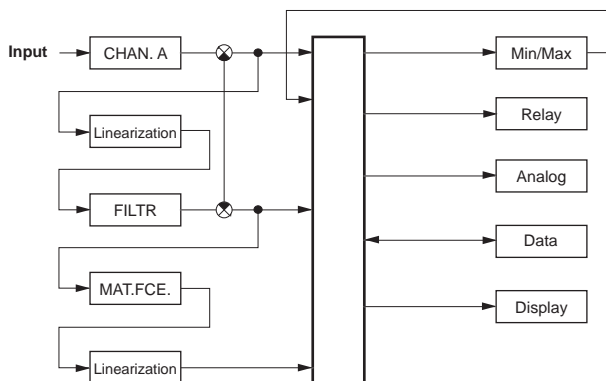 Input
CHAN. A
Linearization
FILTR
MAT.FCE.
Linearization
Min/Max
Relay
Analog
Data
Display